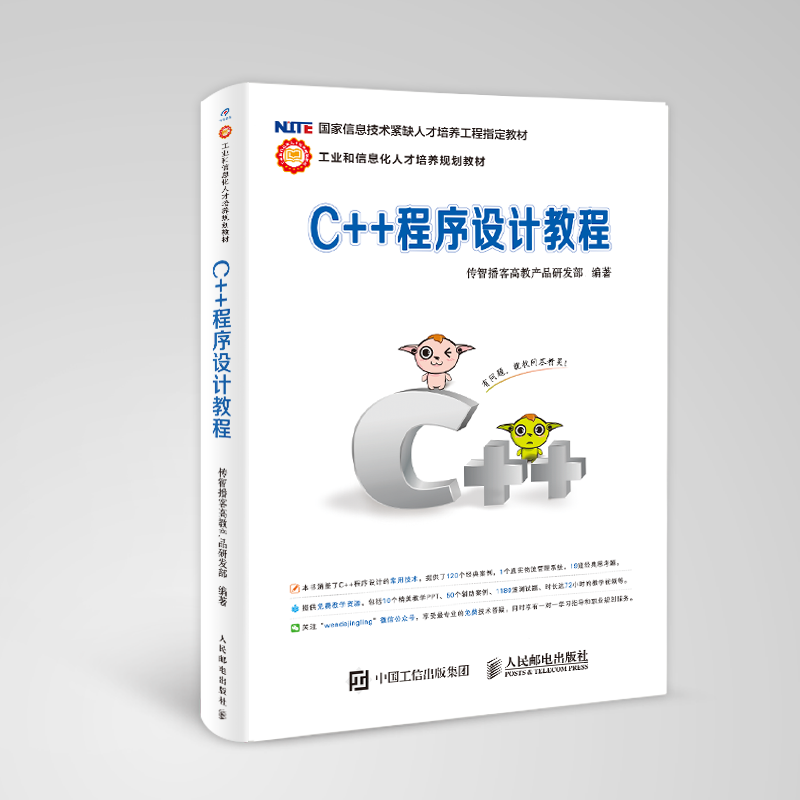 工业和信息化人才培养规划教材
C++程序设计教程
传智播客高教产品研发部 编著
人民邮电出版社
NITE 国家信息技术紧缺人才培养工程指定教材
工业和信息化人才培养规划教材
C++程序设计教程
传智播客高教产品研发部 编著
有问题，就找问答精灵！
C++
本书涵盖了C++程序设计的常用技术，提供了120个经典案例，1个真实物流管理系统，10道经典思考题。
提供免费教学资源，包括10个精美教学PPT、50个辅助案例、1180道测试题、时长达72小时的教学视频等。
关注“wendajingling”微信公众号，享受最专业的免费技术答疑，同时享有一对一学习指导和职业规划服务。
中国工信出版集团
人民邮电出版社
POSTS & TELECOM PRESS